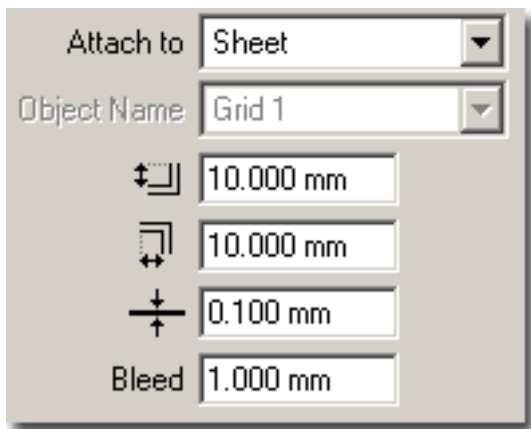 Attach to Sheet
Object Name Grid 1
10.000 mm
10.000 mm
0.100 mm
Bleed 1.000 mm